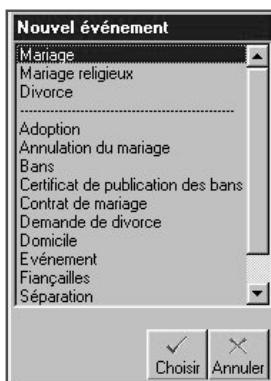 Nouvel événement
Mariage
Mariage religieux
Divorce
--------------------------------------------------
Adoption
Annulation du mariage
Bans
Certificat de publication des bans
Contrat de mariage
Demande de divorce
Domicile
Evénement
Fiançailles
Séparation
Choisir Annuler